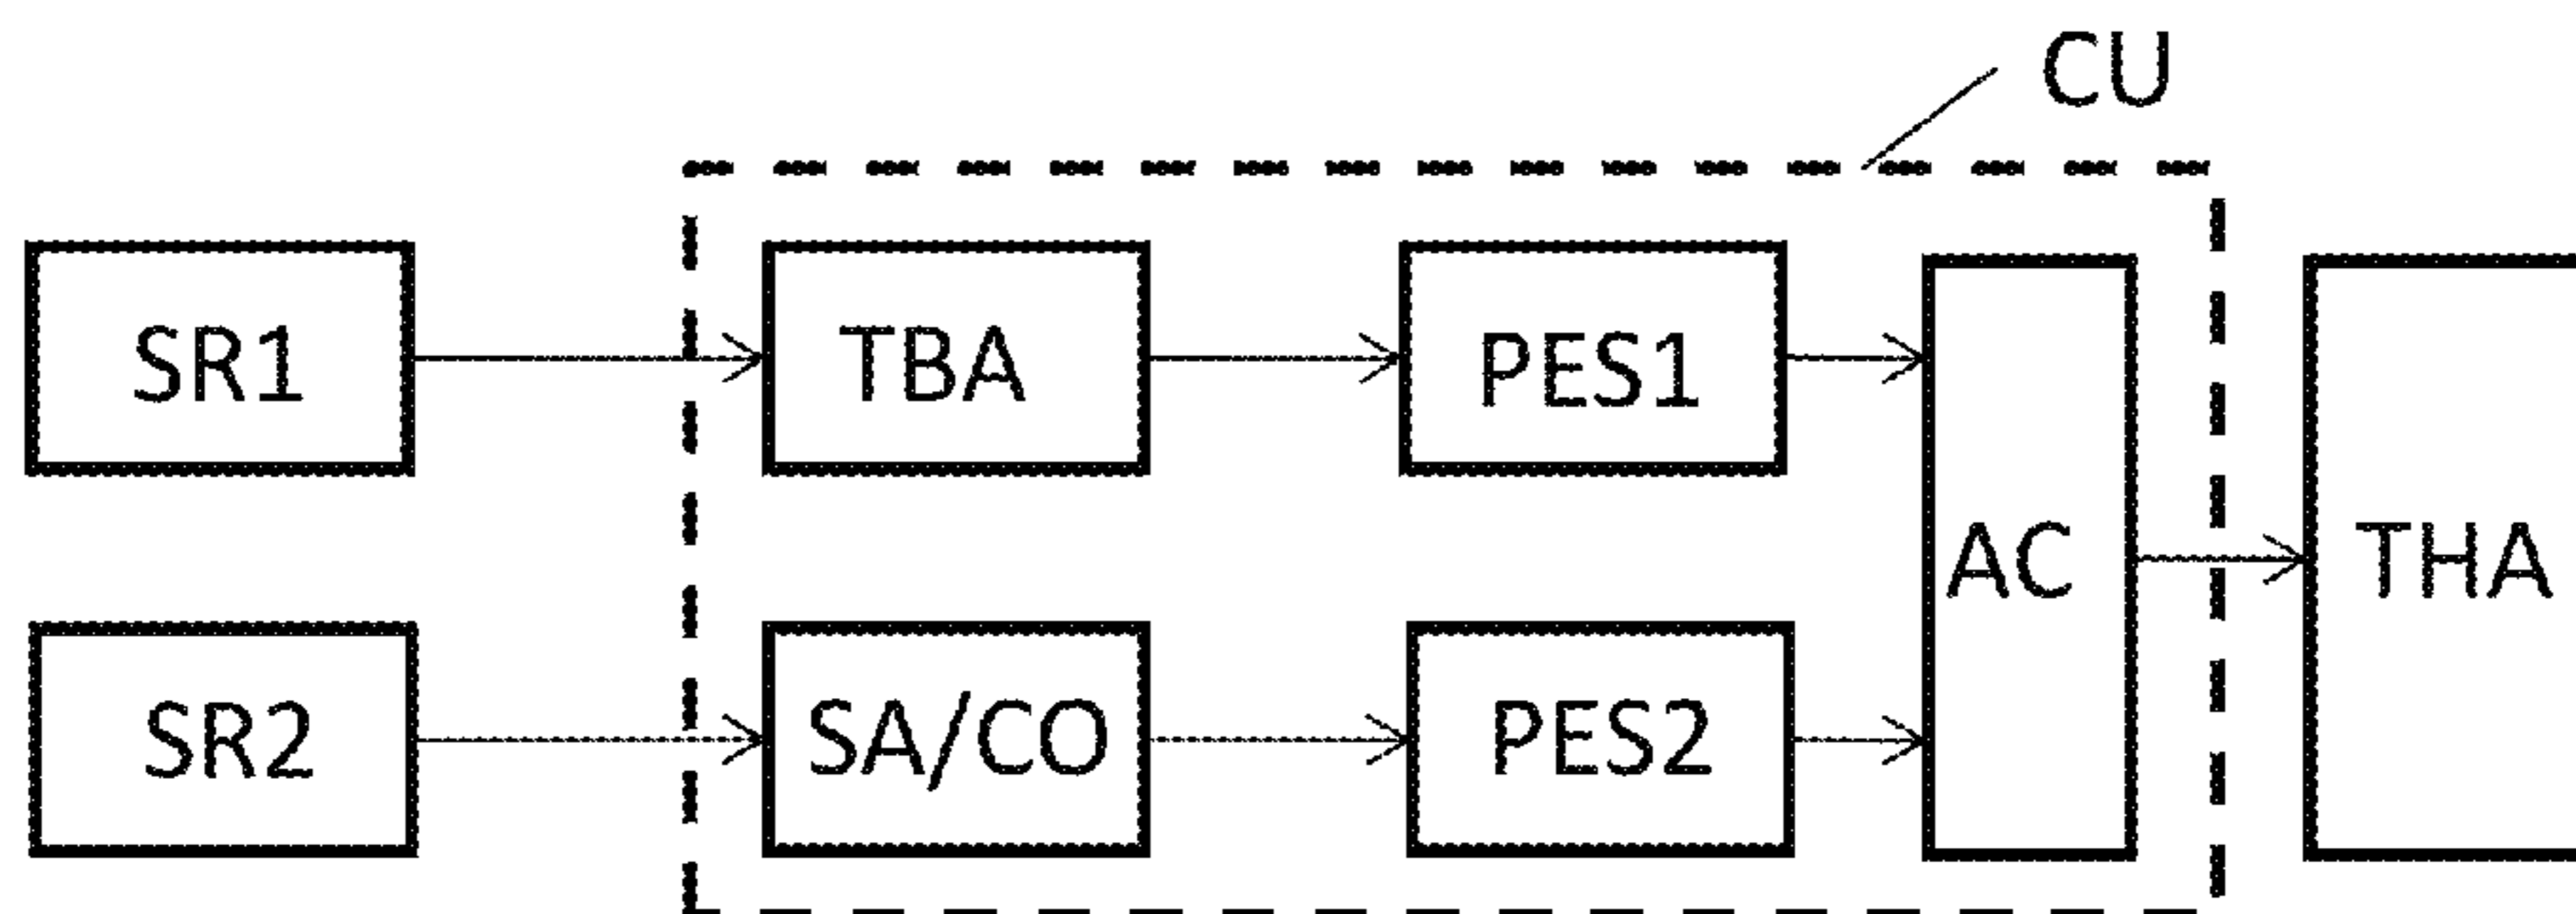 CU
SR1
TBA
PES1
AC
THA
SR2
SA/CO
PES2